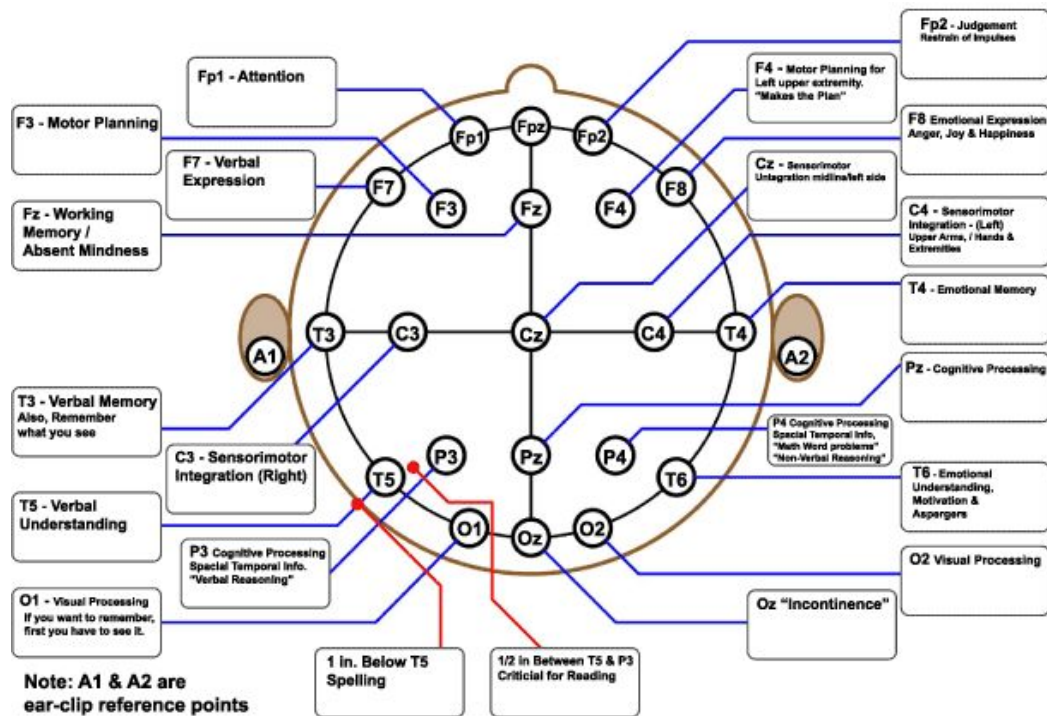 Fp1 - Attention
F3 - Motor Planning
F7 - Verbal
Expression
Fz - Working
Memory /
Absent Mindness
T3 - Verbal Memory
Also, Remember
what you see
C3 - Sensorimotor
Integration (Right)
T5 - Verbal
Understanding
P3 Cognitive Processing
Spacial Temporal Info.
"Verbal Reasoning"
O1 - Visual Processing
If you want to remember,
first you have to see it.
Note: A1 & A2 are
ear-clip reference points
1 in. Below T5
Spelling
1/2 in Between T5 & P3
Criticial for Reading
Fp1
Fpz
Fp2
F7
F3
Fz
F4
F8
A1
T3
C3
Cz
C4
T4
A2
T5
P3
Pz
P4
T6
O1
Oz
O2
Fp2 - Judgement
Restrain of Impulses
F4 - Motor Planning for
Left upper extremity.
"Makes the Plan"
F8 Emotional Expression
Anger, Joy & Happiness
Cz - Sensorimotor
Untagration midline/left side
C4 - Sensorimotor
Integration - (Left)
Upper Arms, / Hands &
Extremities
T4 - Emotional Memory
Pz - Cognitive Processing
P4 Cognitive Processing
Spacial Temporal Info,
"Math Word problems"
"Non-Verbal Reasoning"
T6 - Emotional
Understanding,
Motivation &
Aspergers
O2 Visual Processing
Oz "Incontinence"